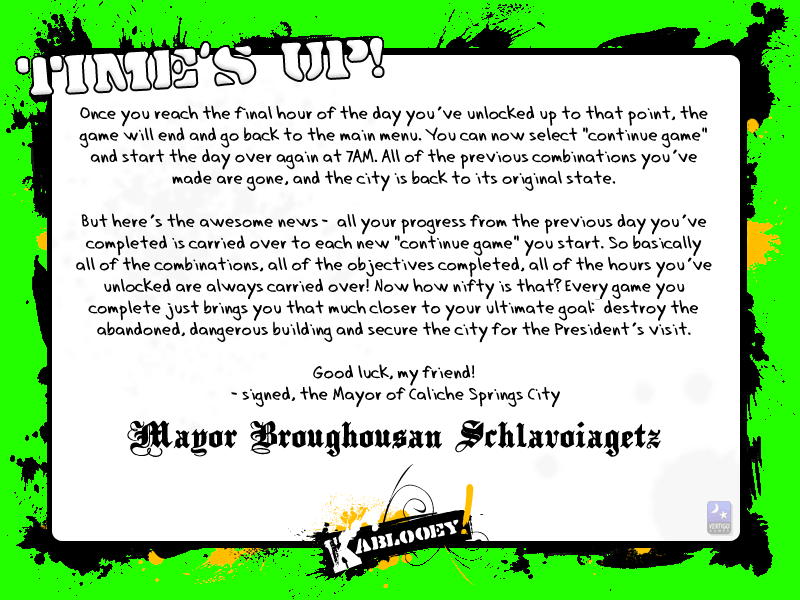 TIME'S UP!
Once you reach the final hour of the day you've unlocked up to that point, the
game will end and go back to the main menu. You can now select "continue game"
and start the day over again at 7AM. All of the previous combinations you've
made are gone, and the city is back to its original state.
But here's the awesome news - all your progress from the previous day you've
completed is carried over to each new "continue game" you start. So basically
all of the combinations, all of the objectives completed, all of the hours you've
unlocked are always carried over! Now how nifty is that? Every game you
complete just brings you that much closer to your ultimate goal: destroy the
abandoned, dangerous building and secure the city for the President's visit.
Good luck, my friend!
- signed, the Mayor of Caliche Springs City
Mayor Broughousan Schlavoiagetz
KABLOOEY!
VERTIGO
GAMES